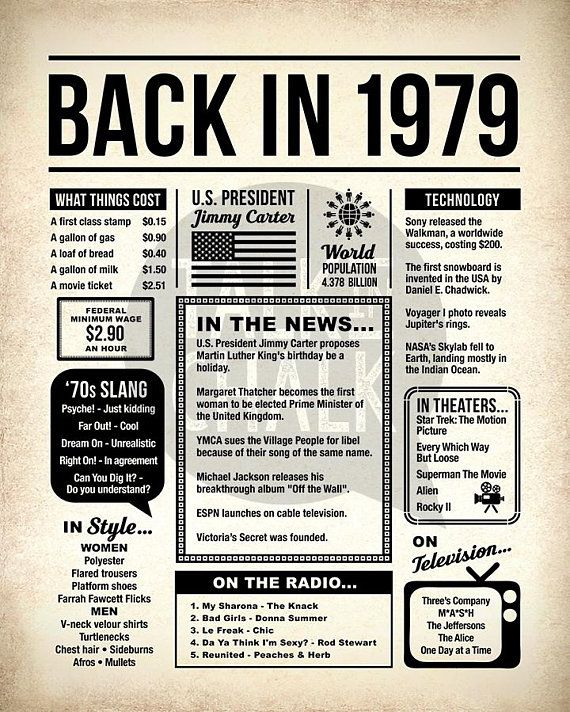 BACK IN 1979
WHAT THINGS COST
A first class stamp $0.15
A gallon of gas $0.90
A loaf of bread $0.40
A gallon of milk $1.50
A movie ticket $2.51
FEDERAL
MINIMUM WAGE
$2.90
AN HOUR
'70s SLANG
Psyche! - Just kidding
Far Out! - Cool
Dream On - Unrealistic
Right On! - In agreement
Can You Dig It? -
Do you understand?
IN Style...
WOMEN
Polyester
Flared trousers
Platform shoes
Farrah Fawcett Flicks
MEN
V-neck velour shirts
Turtlenecks
Chest hair • Sideburns
Afros • Mullets
U.S. PRESIDENT
Jimmy Carter
World
POPULATION
4.378 BILLION
IN THE NEWS...
U.S. President Jimmy Carter proposes
Martin Luther King's birthday be a
holiday.
Margaret Thatcher becomes the first
woman to be elected Prime Minister of
the United Kingdom.
YMCA sues the Village People for libel
because of their song of the same name.
Michael Jackson releases his
breakthrough album "Off the Wall".
ESPN launches on cable television.
Victoria's Secret was founded.
TALK IN
CHALK
ON THE RADIO...
1. My Sharona - The Knack
2. Bad Girls - Donna Summer
3. Le Freak - Chic
4. Da Ya Think I'm Sexy? - Rod Stewart
5. Reunited - Peaches & Herb
TECHNOLOGY
Sony released the
Walkman, a worldwide
success, costing $200.
The first snowboard is
invented in the USA by
Daniel E. Chadwick.
Voyager I photo reveals
Jupiter's rings.
NASA's Skylab fell to
Earth, landing mostly in
the Indian Ocean.
IN THEATERS...
Star Trek: The Motion
Picture
Every Which Way
But Loose
Superman The Movie
Alien
Rocky II
ON
Television...
Three's Company
M*A*S*H
The Jeffersons
The Alice
One Day at a Time